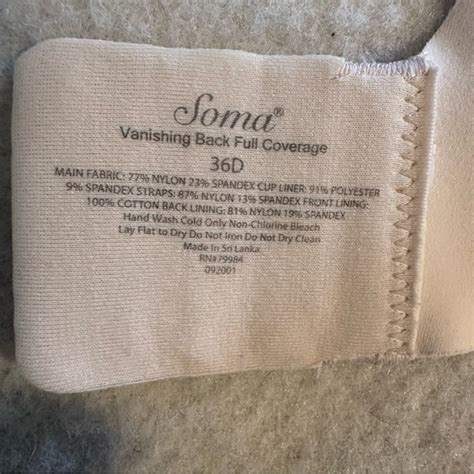 Soma®
Vanishing Back Full Coverage
36D
MAIN FABRIC: 77% NYLON 23% SPANDEX CUP LINER: 91% POLYESTER
9% SPANDEX STRAPS: 87% NYLON 13% SPANDEX FRONT LINING:
100% COTTON BACK LINING: 81% NYLON 19% SPANDEX
Hand Wash Cold Only Non-Chlorine Bleach
Lay Flat to Dry Do Not Iron Do Not Dry Clean
Made in Sri Lanka
RN#79984
092001